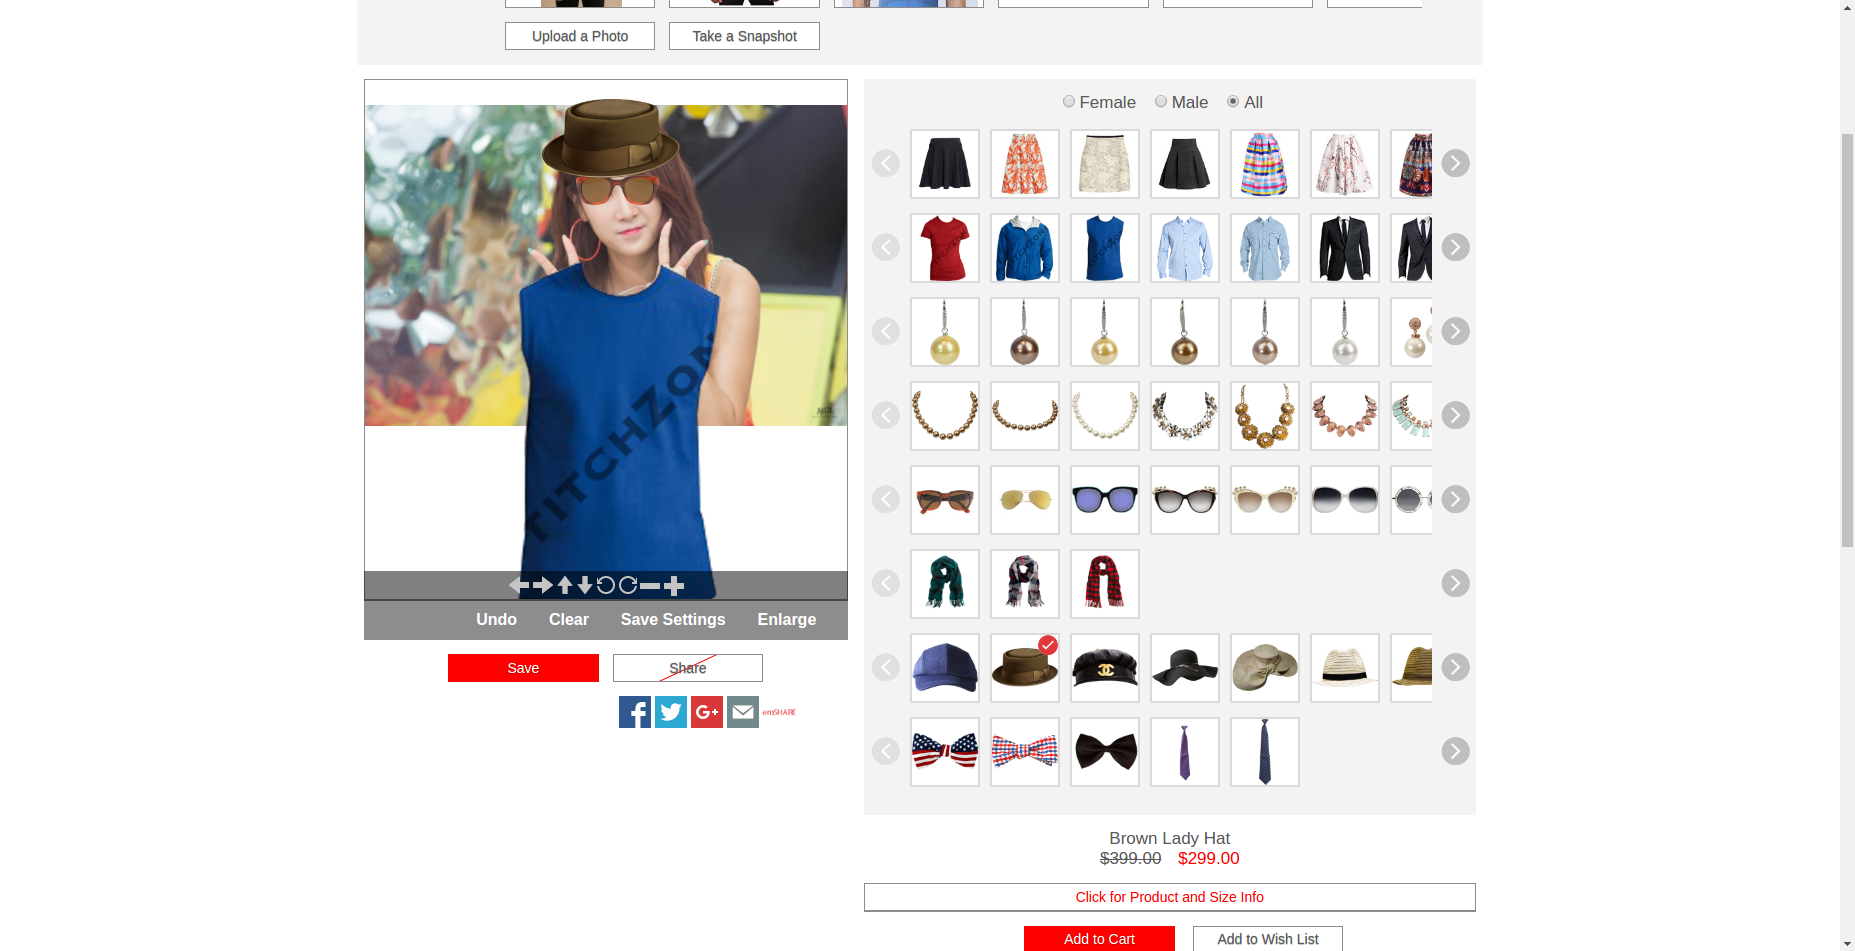 Upload a Photo
Take a Snapshot
Female
Male
All
TITCHZON
Undo
Clear
Save Settings
Enlarge
Save
Share
emSHARE
Brown Lady Hat
$399.00 $299.00
Click for Product and Size Info
Add to Cart
Add to Wish List